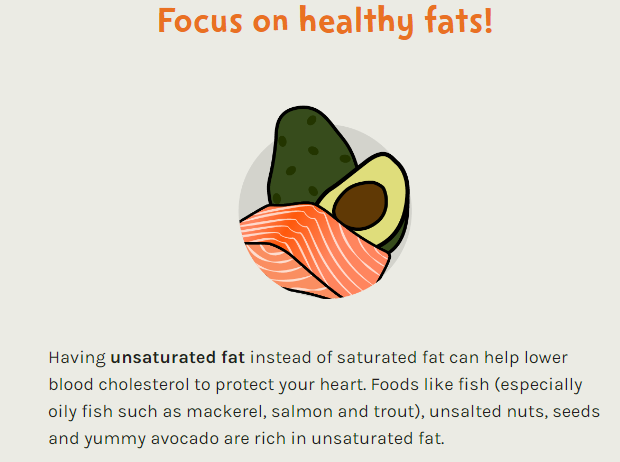 Focus on healthy fats!
Having unsaturated fat instead of saturated fat can help lower
blood cholesterol to protect your heart. Foods like fish (especially
oily fish such as mackerel, salmon and trout), unsalted nuts, seeds
and yummy avocado are rich in unsaturated fat.